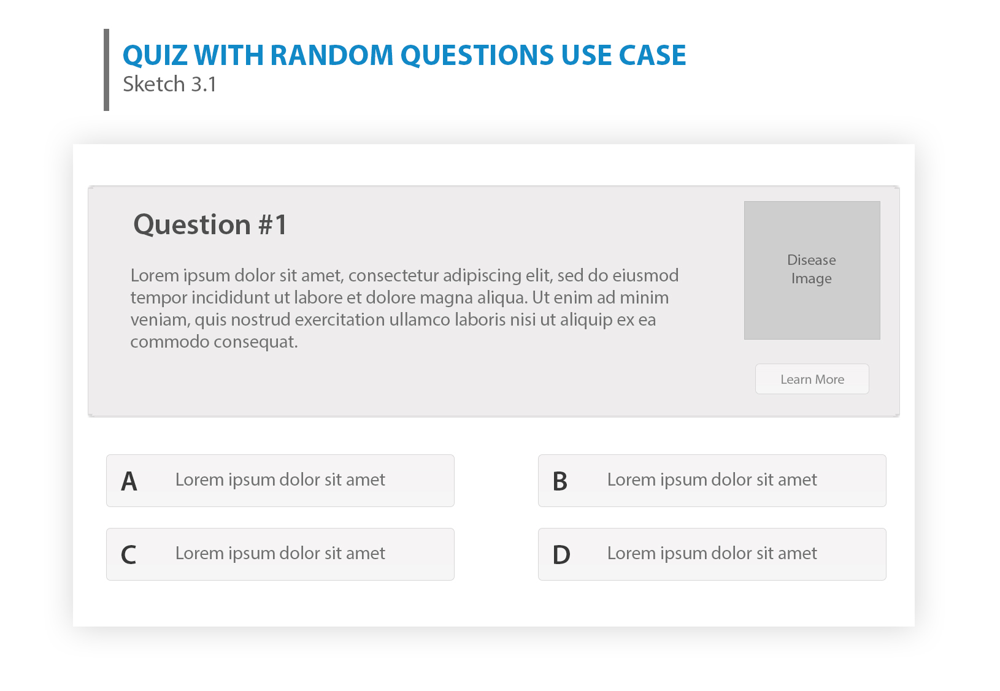 QUIZ WITH RANDOM QUESTIONS USE CASE
Sketch 3.1
Question #1
Lorem ipsum dolor sit amet, consectetur adipiscing elit, sed do eiusmod
tempor incididunt ut labore et dolore magna aliqua. Ut enim ad minim
veniam, quis nostrud exercitation ullamco laboris nisi ut aliquip ex ea
commodo consequat.
Disease
Image
Learn More
A Lorem ipsum dolor sit amet
B Lorem ipsum dolor sit amet
C Lorem ipsum dolor sit amet
D Lorem ipsum dolor sit amet